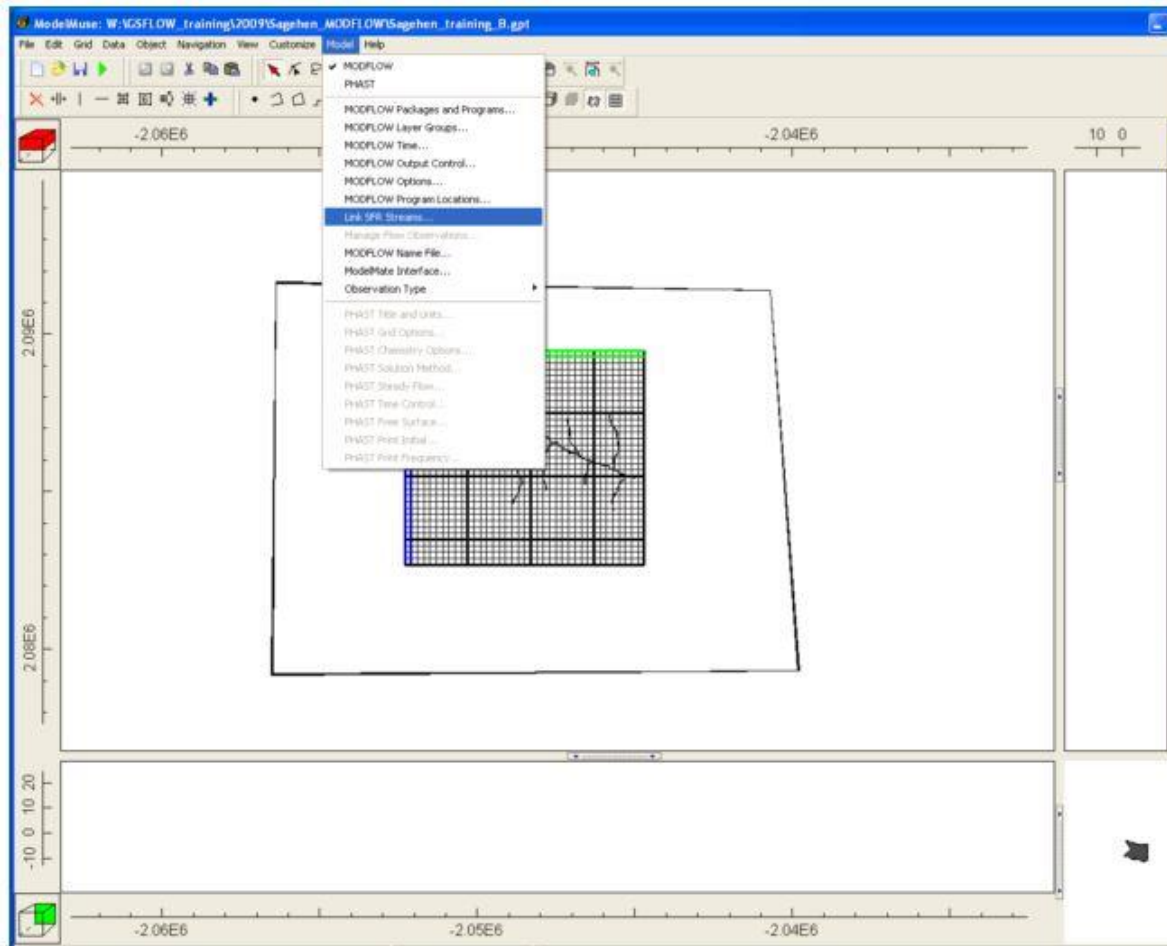 ModelMuse: W:\GSFLOW_training\2009\Sagehen_MODFLOW\Sagehen_training_B.gpt
File Edit Grid Data Object Navigation View Customize Model Help
MODFLOW
PHAST
MODFLOW Packages and Programs...
MODFLOW Layer Groups...
MODFLOW Time...
MODFLOW Output Control...
MODFLOW Options...
MODFLOW Program Locations...
Link SFR Streams...
Manage Flow Observations...
MODFLOW Name File...
ModelMate Interface...
Observation Type
PHAST Title and Units...
PHAST Grid Options...
PHAST Chemistry Options...
PHAST Solution Method...
PHAST Steady Flow...
PHAST Time Control...
PHAST Free Surface...
PHAST Print Initial...
PHAST Print Frequency...
-2.06E6 -2.04E6 10 0
2.09E6
2.08E6
-10 0 10 20
-2.06E6 -2.05E6 -2.04E6